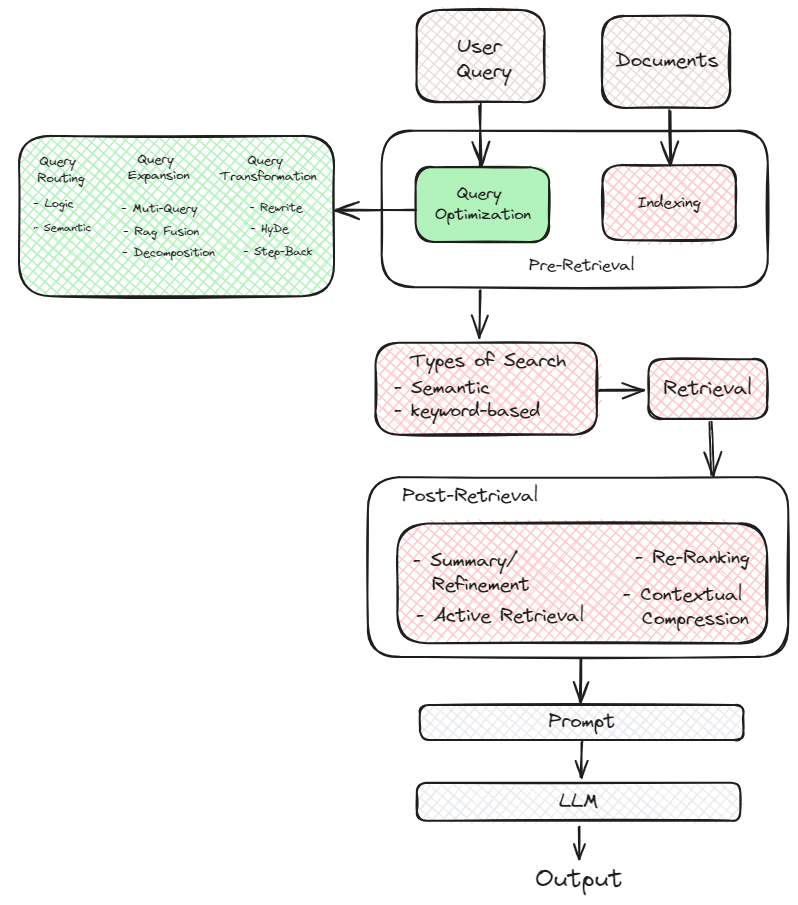 User
Query
Documents
Query
Routing
- Logic
- Semantic
Query
Expansion
- Muti-Query
- Rag Fusion
- Decomposition
Query
Transformation
- Rewrite
- HyDe
- Step-Back
Query
Optimization
Indexing
Pre-Retrieval
Types of Search
- Semantic
- keyword-based
Retrieval
Post-Retrieval
- Summary/
Refinement
- Active Retrieval
- Re-Ranking
- Contextual
Compression
Prompt
LLM
Output